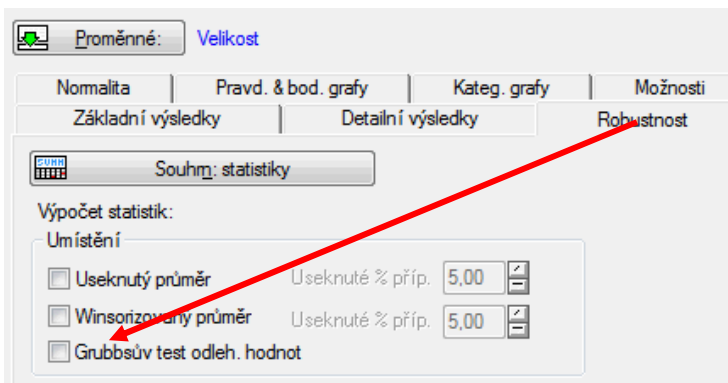 Proměnné: Velikost
Normalita Pravd. & bod. grafy Kateg. grafy Možnosti
Základní výsledky Detailní výsledky Robustnost
SUMM Souhrn: statistiky
Výpočet statistik:
Umístění
Useknutý průměr Useknuté % příp. 5,00
Winsorizovaný průměr Useknuté % příp. 5,00
Grubbsův test odleh. hodnot